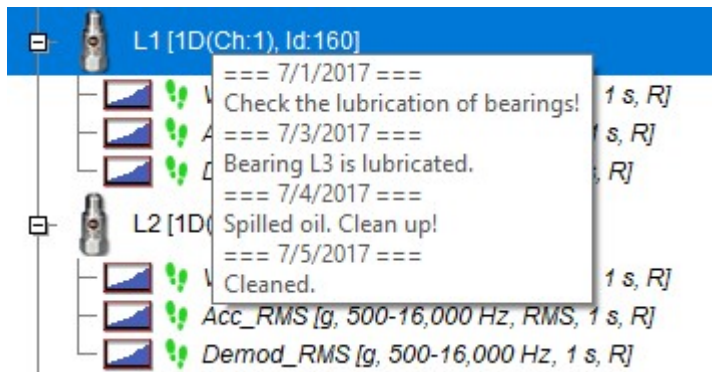 L1 [1D(Ch:1), Id:160]
=== 7/1/2017 ===
Check the lubrication of bearings!
=== 7/3/2017 ===
Bearing L3 is lubricated.
=== 7/4/2017 ===
Spilled oil. Clean up!
=== 7/5/2017 ===
Cleaned.
1 s, R]
s, R]
, R]
L2 [1D(
1 s, R]
Acc_RMS [g, 500-16,000 Hz, RMS, 1 s, R]
Demod_RMS [g, 500-16,000 Hz, 1 s, R]